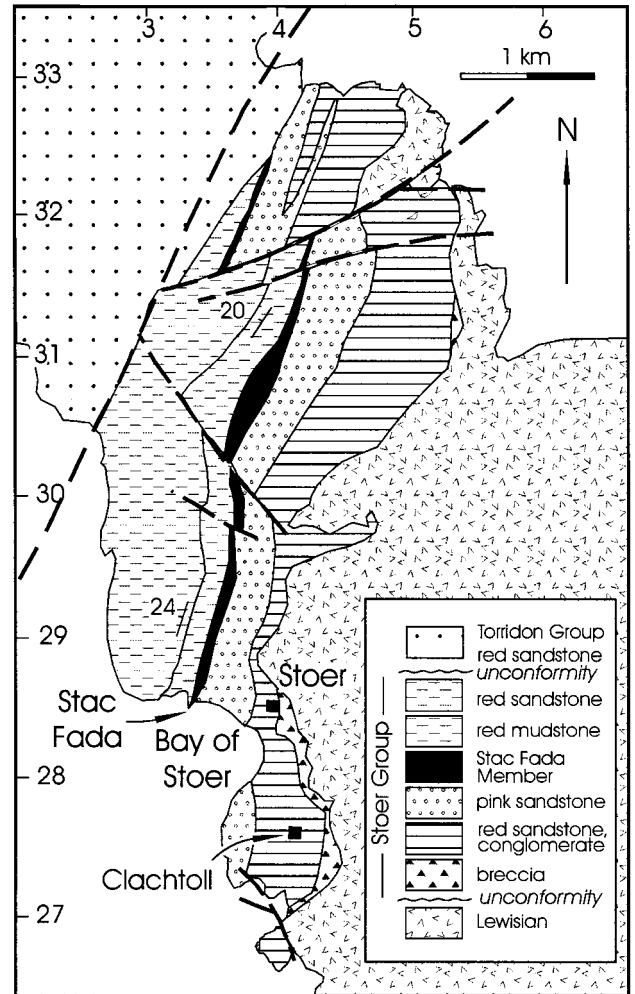 3 4 5 6
1 km
33
N
32
20
31
30
24
29
Stoer
Stac
Fada
Bay of
Stoer
28
Clachtoll
27
Torridon Group
red sandstone
unconformity
Stoer Group
red sandstone
red mudstone
Stac Fada
Member
pink sandstone
red sandstone,
conglomerate
breccia
unconformity
Lewisian